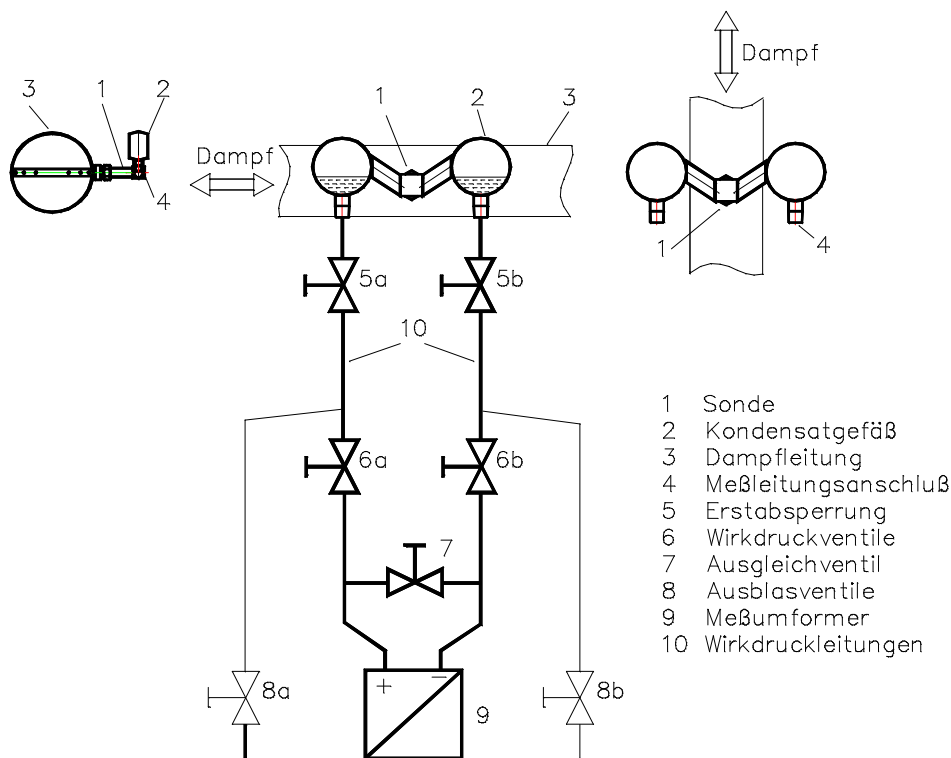 Dampf
3
1
2
4
Dampf
1
2
3
Dampf
1
4
5a
5b
10
6a
6b
7
8a
8b
+
−
9
1 Sonde
2 Kondensatgefäß
3 Dampfleitung
4 Meßleitungsanschluß
5 Erstabsperrung
6 Wirkdruckventile
7 Ausgleichventil
8 Ausblasventile
9 Meßumformer
10 Wirkdruckleitungen